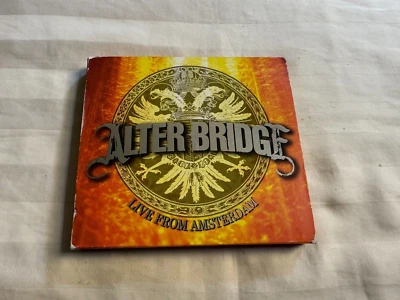 ALTER BRIDGE
LIVE FROM AMSTERDAM